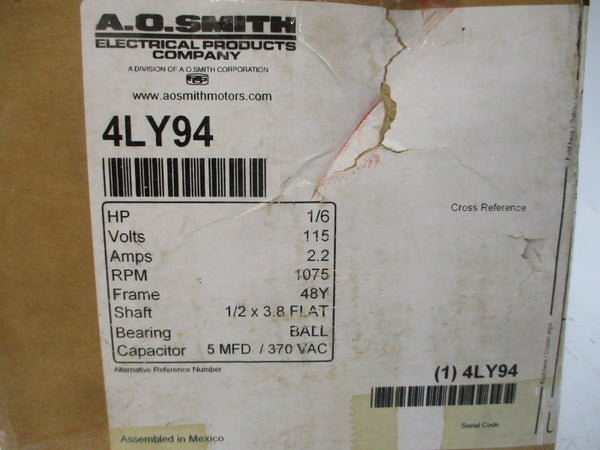 A.O.SMITH
ELECTRICAL PRODUCTS
COMPANY
A DIVISION OF A.O.SMITH CORPORATION
www.aosmithmotors.com
4LY94
HP 1/6
Volts 115
Amps 2.2
RPM 1075
Frame 48Y
Shaft 1/2 x 3.8 FLAT
Bearing BALL
Capacitor 5 MFD / 370 VAC
Alternative Reference Number
Assembled in Mexico
Cross Reference
(1) 4LY94
Serial Code